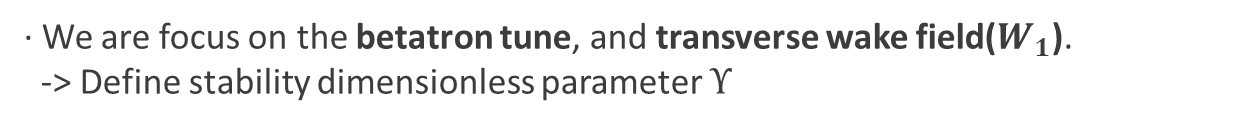 · We are focus on the betatron tune, and transverse wake field(W₁).
-> Define stability dimensionless parameter ϒ